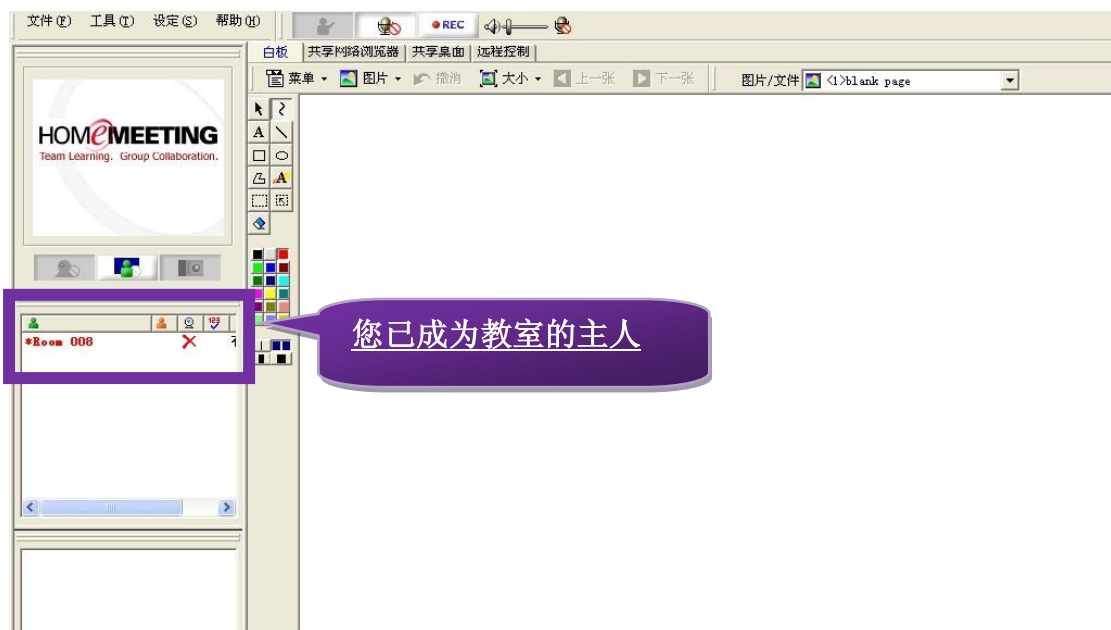 文件(F) 工具(T) 设定(S) 帮助(H)
REC
白板 共享网络浏览器 共享桌面 远程控制
菜单 图片 撤消 大小 上一张 下一张 图片/文件 <1>blank page
HOMeMEETING
Team Learning. Group Collaboration.
A
A
123
*Room 008
您已成为教室的主人